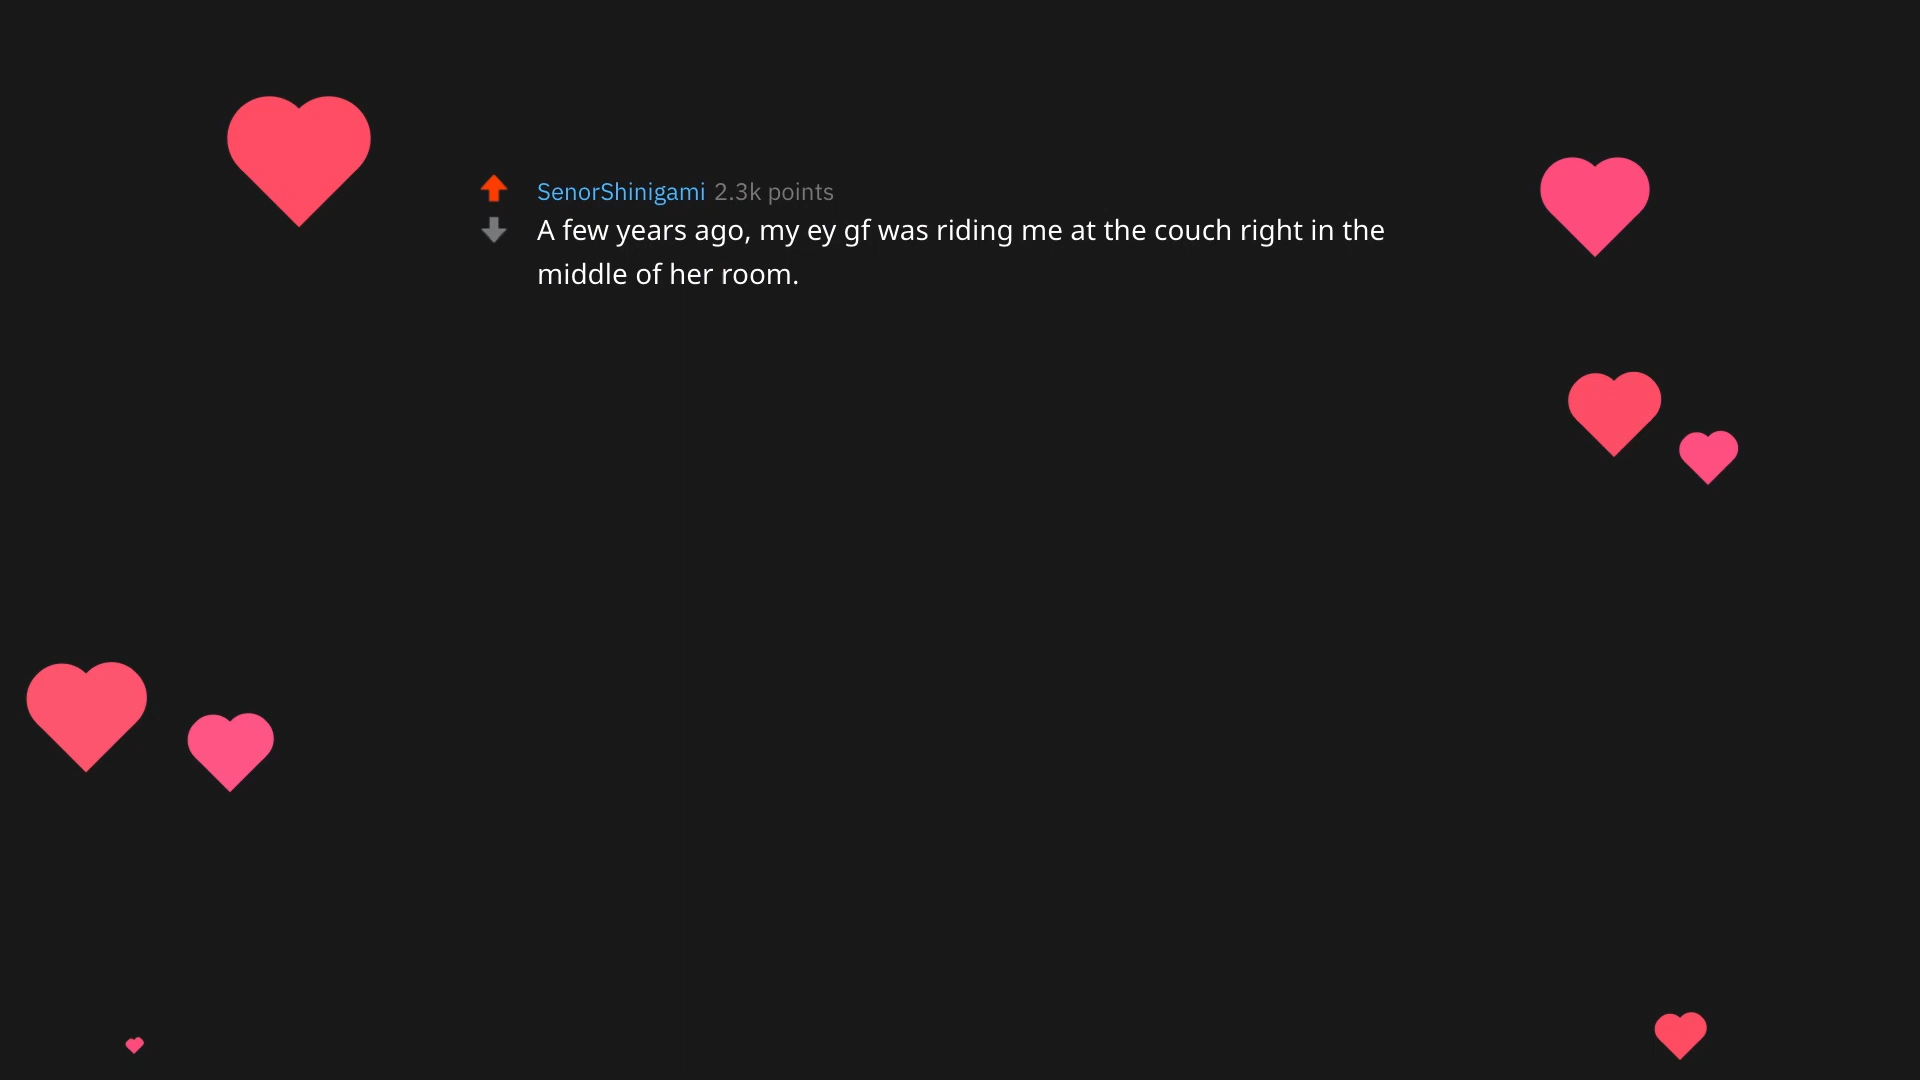 SenorShinigami 2.3k points
A few years ago, my ey gf was riding me at the couch right in the
middle of her room.